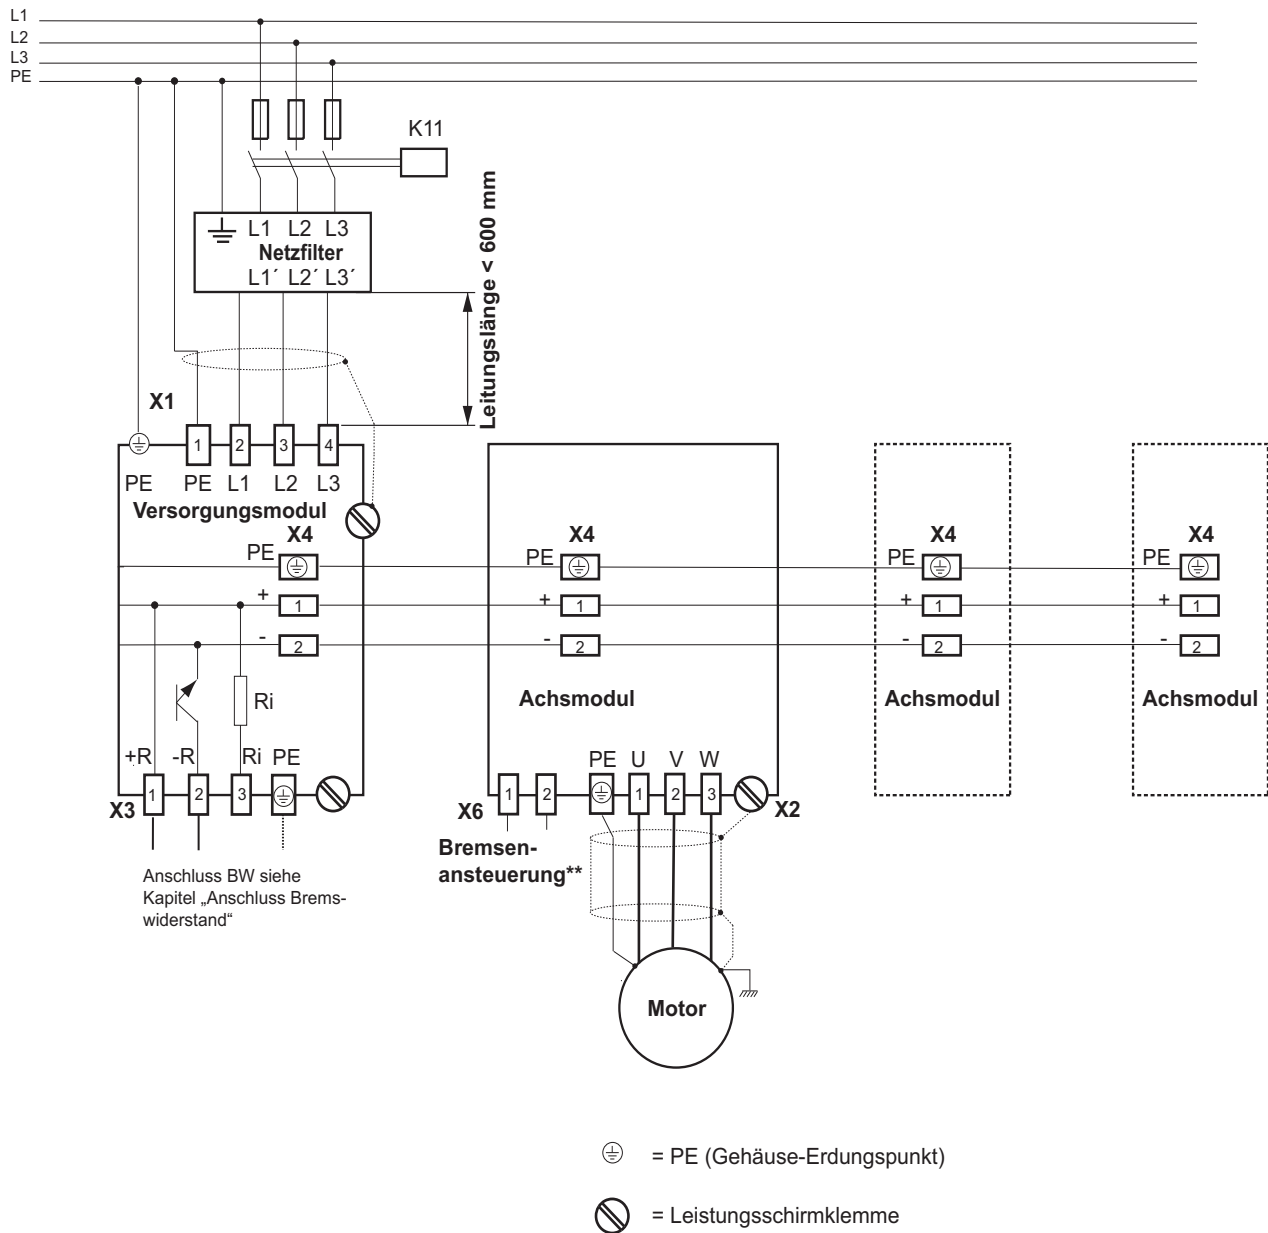 L1
L2
L3
PE
K11
L1 L2 L3
Netzfilter
L1´ L2´ L3´
Leitungslänge < 600 mm
X1
1 2 3 4
PE PE L1 L2 L3
Versorgungsmodul
X4 X4 X4 X4
PE PE PE PE
+ 1 + 1 + 1 + 1
- 2 - 2 - 2 - 2
Ri
Achsmodul Achsmodul Achsmodul
+R -R Ri PE
X3 1 2 3
PE U V W
X6 1 2 1 2 3 X2
Bremsen-
ansteuerung**
Anschluss BW siehe
Kapitel „Anschluss Brems-
widerstand“
Motor
= PE (Gehäuse-Erdungspunkt)
= Leistungsschirmklemme